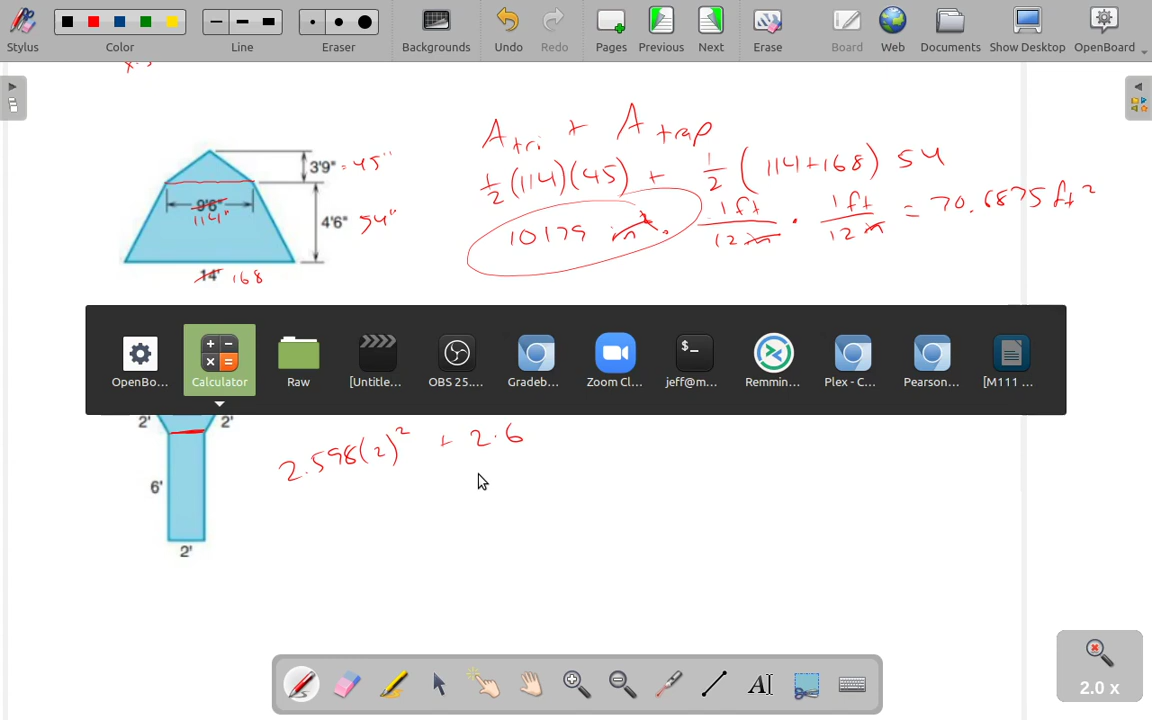 Stylus Color Line Eraser Backgrounds Undo Redo Pages Previous Next Erase Board Web Documents Show Desktop OpenBoard
A tri + A trap
3'9" = 45"
1/2 (114)(45) + 1/2 (114+168) 54
9'6"
114"
4'6" 54"
10179 in². 1 ft / 12 in · 1 ft / 12 in = 70.6875 ft²
14' 168
OpenBo... Calculator Raw [Untitle... OBS 25.... Gradeb... Zoom Cl... jeff@m... Remmin... Plex - C... Pearson... [M111 ...
2' 2'
2.598(2)² + 2·6
6'
2'
2.0 x